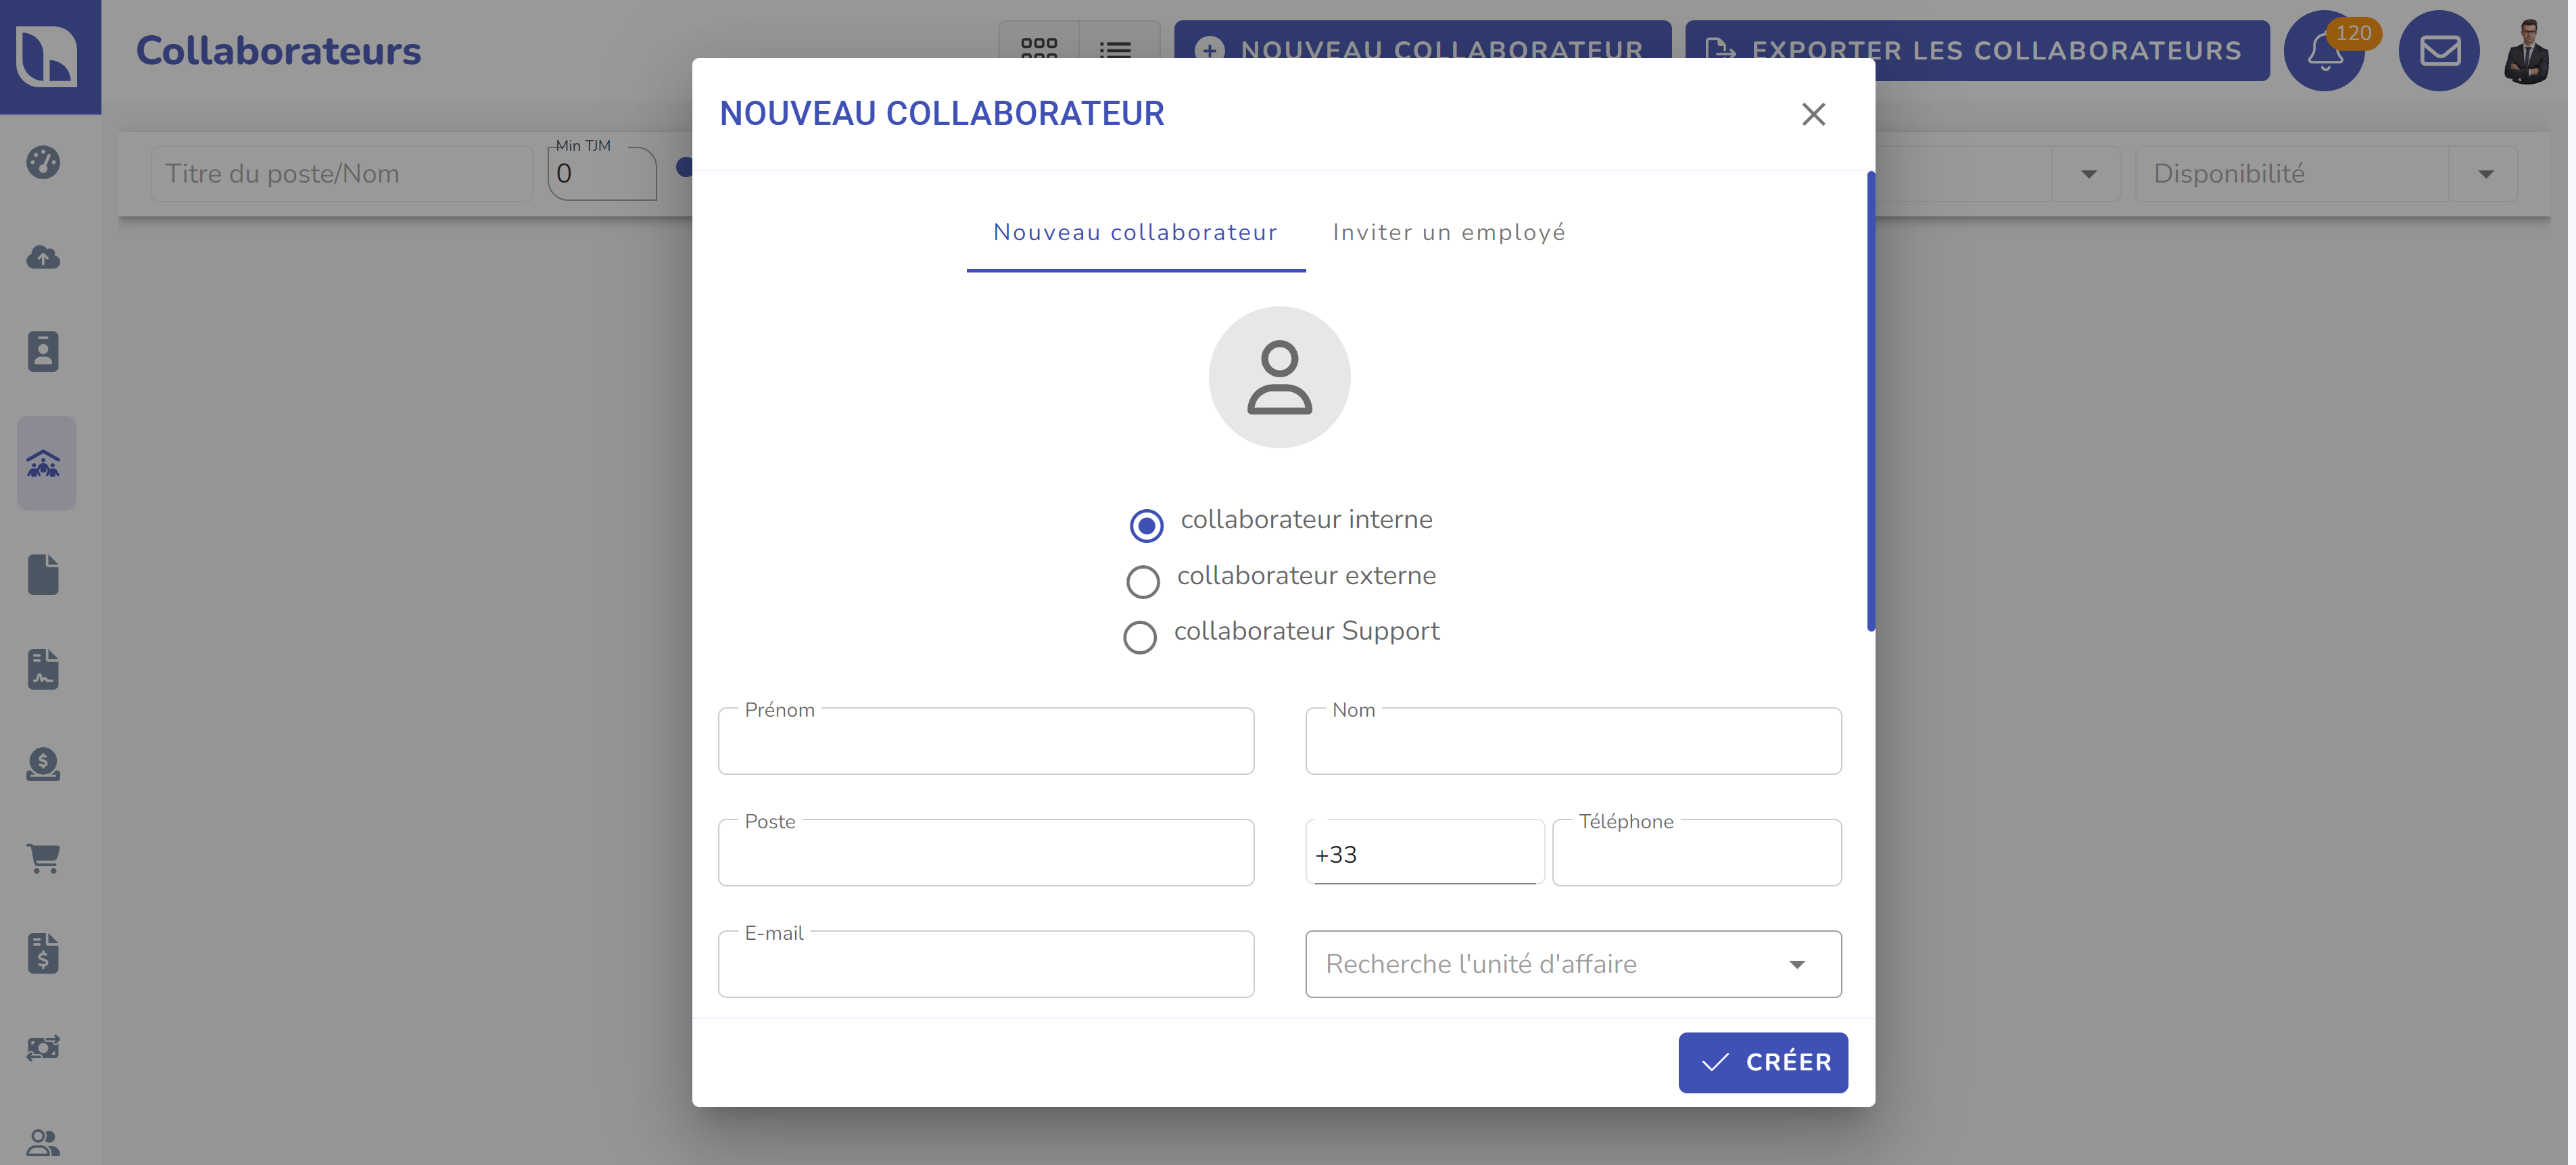 Collaborateurs
NOUVEAU COLLABORATEUR
EXPORTER LES COLLABORATEURS
120
Titre du poste/Nom
Min TJM
0
Disponibilité
NOUVEAU COLLABORATEUR
Nouveau collaborateur
Inviter un employé
collaborateur interne
collaborateur externe
collaborateur Support
Prénom
Nom
Poste
+33
Téléphone
E-mail
Recherche l'unité d'affaire
CRÉER